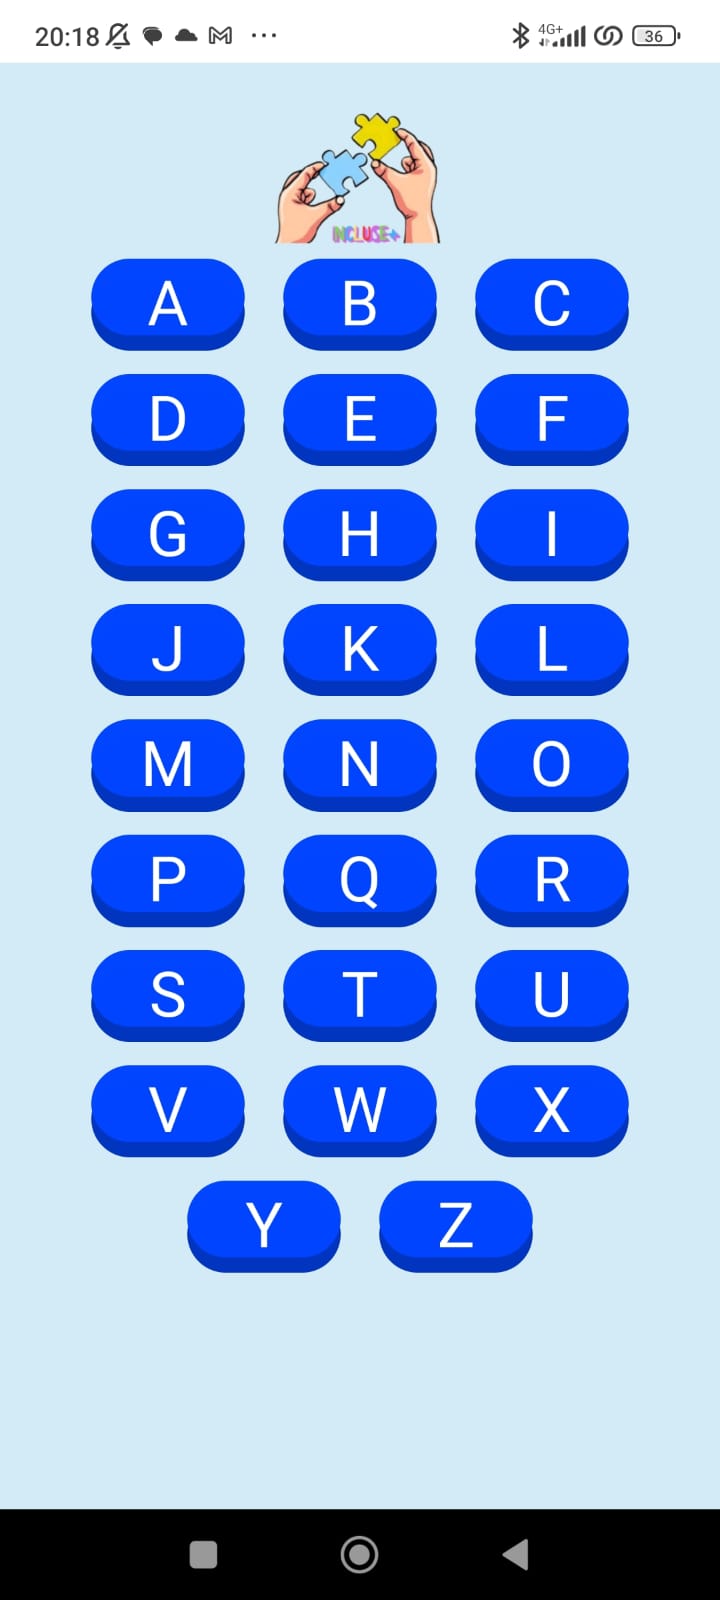 20:18 4G+ 36
INCLUSE+
A B C
D E F
G H I
J K L
M N O
P Q R
S T U
V W X
Y Z